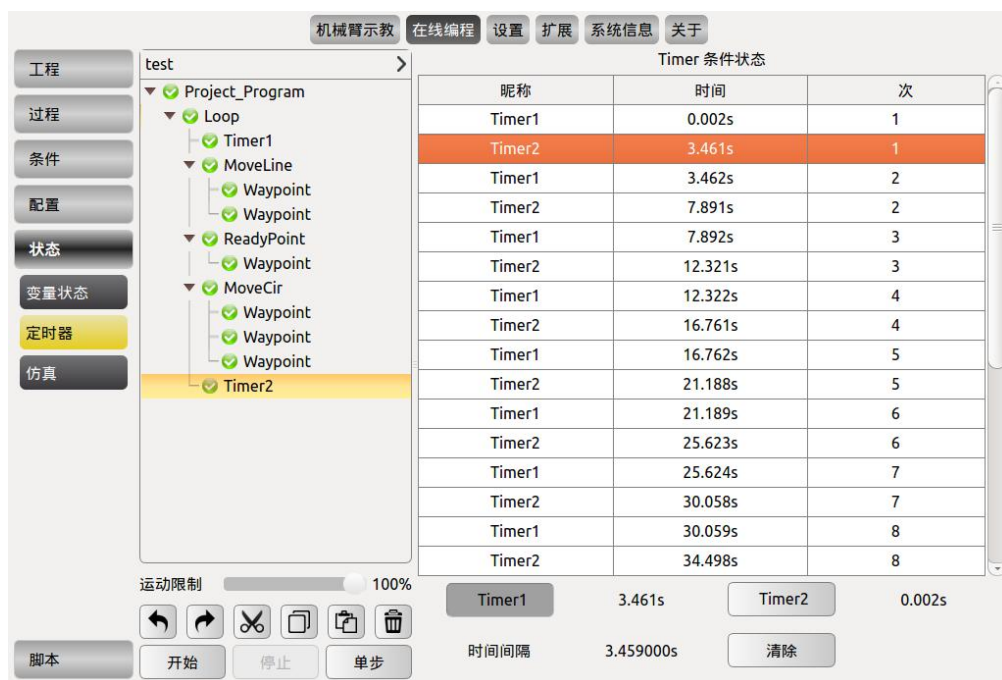 机械臂示教 在线编程 设置 扩展 系统信息 关于
工程
过程
条件
配置
状态
变量状态
定时器
仿真
脚本
test
Project_Program
Loop
Timer1
MoveLine
Waypoint
Waypoint
ReadyPoint
Waypoint
MoveCir
Waypoint
Waypoint
Waypoint
Timer2
运动限制 100%
开始 停止 单步
Timer 条件状态
昵称 时间 次
Timer1 0.002s 1
Timer2 3.461s 1
Timer1 3.462s 2
Timer2 7.891s 2
Timer1 7.892s 3
Timer2 12.321s 3
Timer1 12.322s 4
Timer2 16.761s 4
Timer1 16.762s 5
Timer2 21.188s 5
Timer1 21.189s 6
Timer2 25.623s 6
Timer1 25.624s 7
Timer2 30.058s 7
Timer1 30.059s 8
Timer2 34.498s 8
Timer1 3.461s Timer2 0.002s
时间间隔 3.459000s 清除